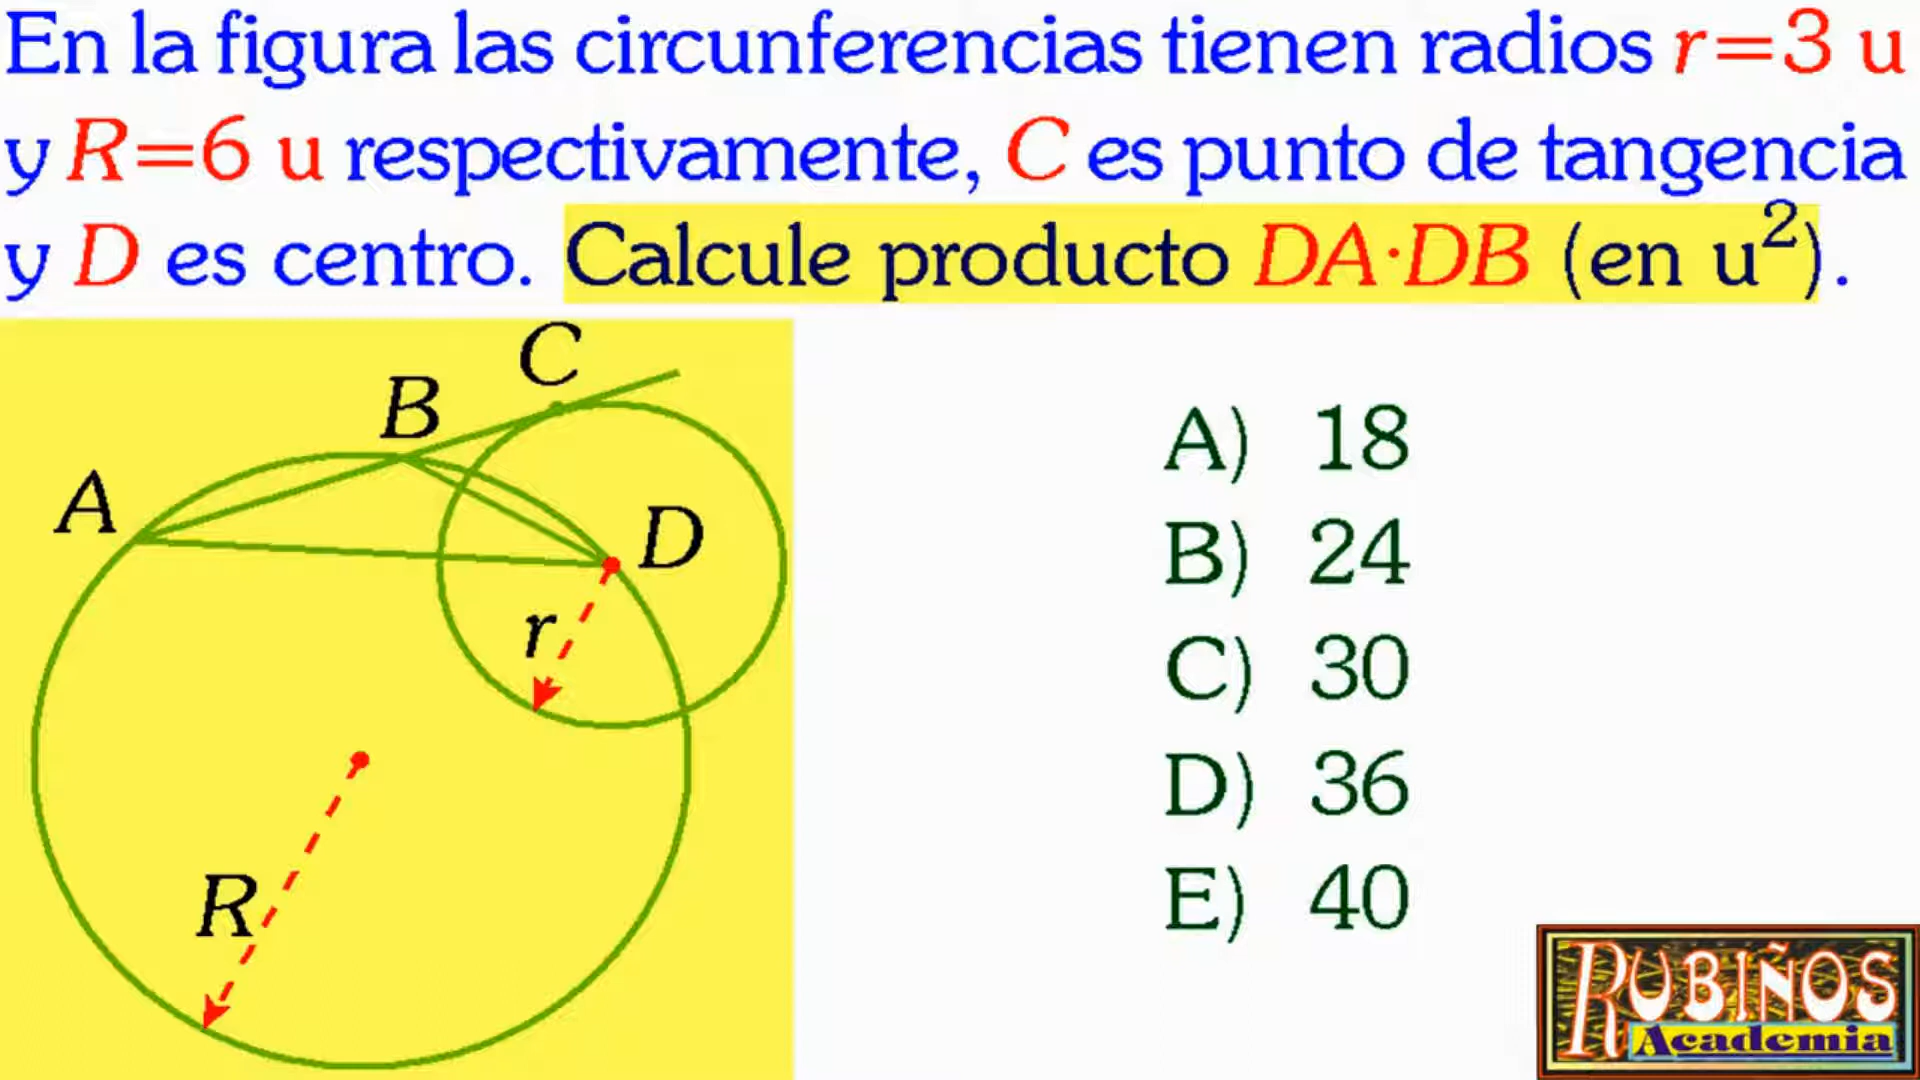 En la figura las circunferencias tienen radios r=3 u
y R=6 u respectivamente, C es punto de tangencia
y D es centro. Calcule producto DA·DB (en u²).
C
B
A
D
r
R
A) 18
B) 24
C) 30
D) 36
E) 40
RUBIÑOS
Academia